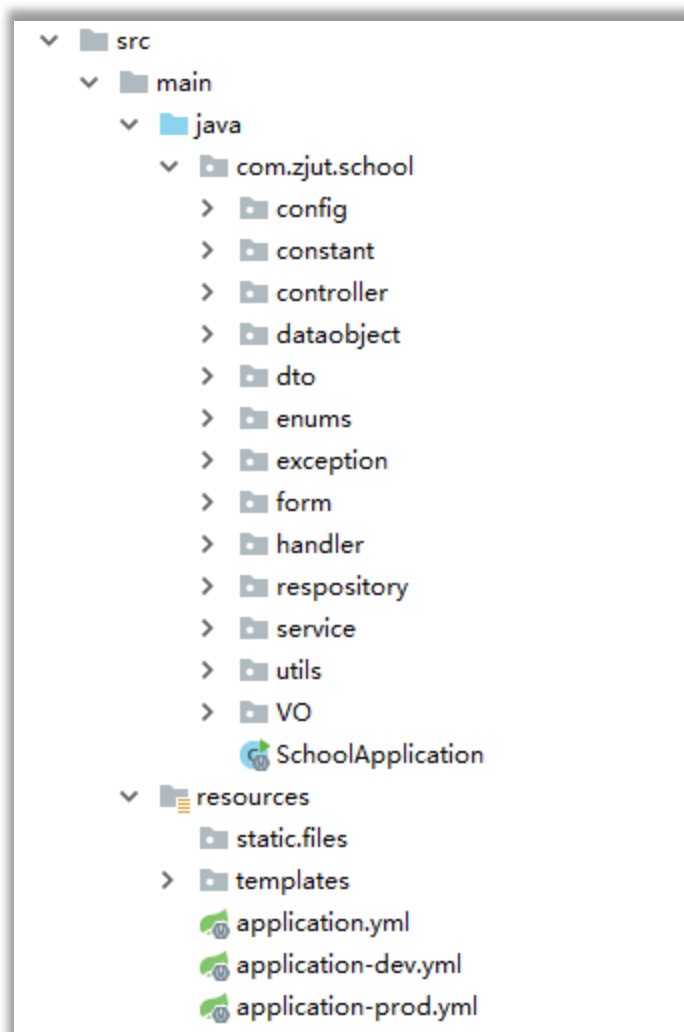 src
main
java
com.zjut.school
config
constant
controller
dataobject
dto
enums
exception
form
handler
respository
service
utils
VO
SchoolApplication
resources
static.files
templates
application.yml
application-dev.yml
application-prod.yml